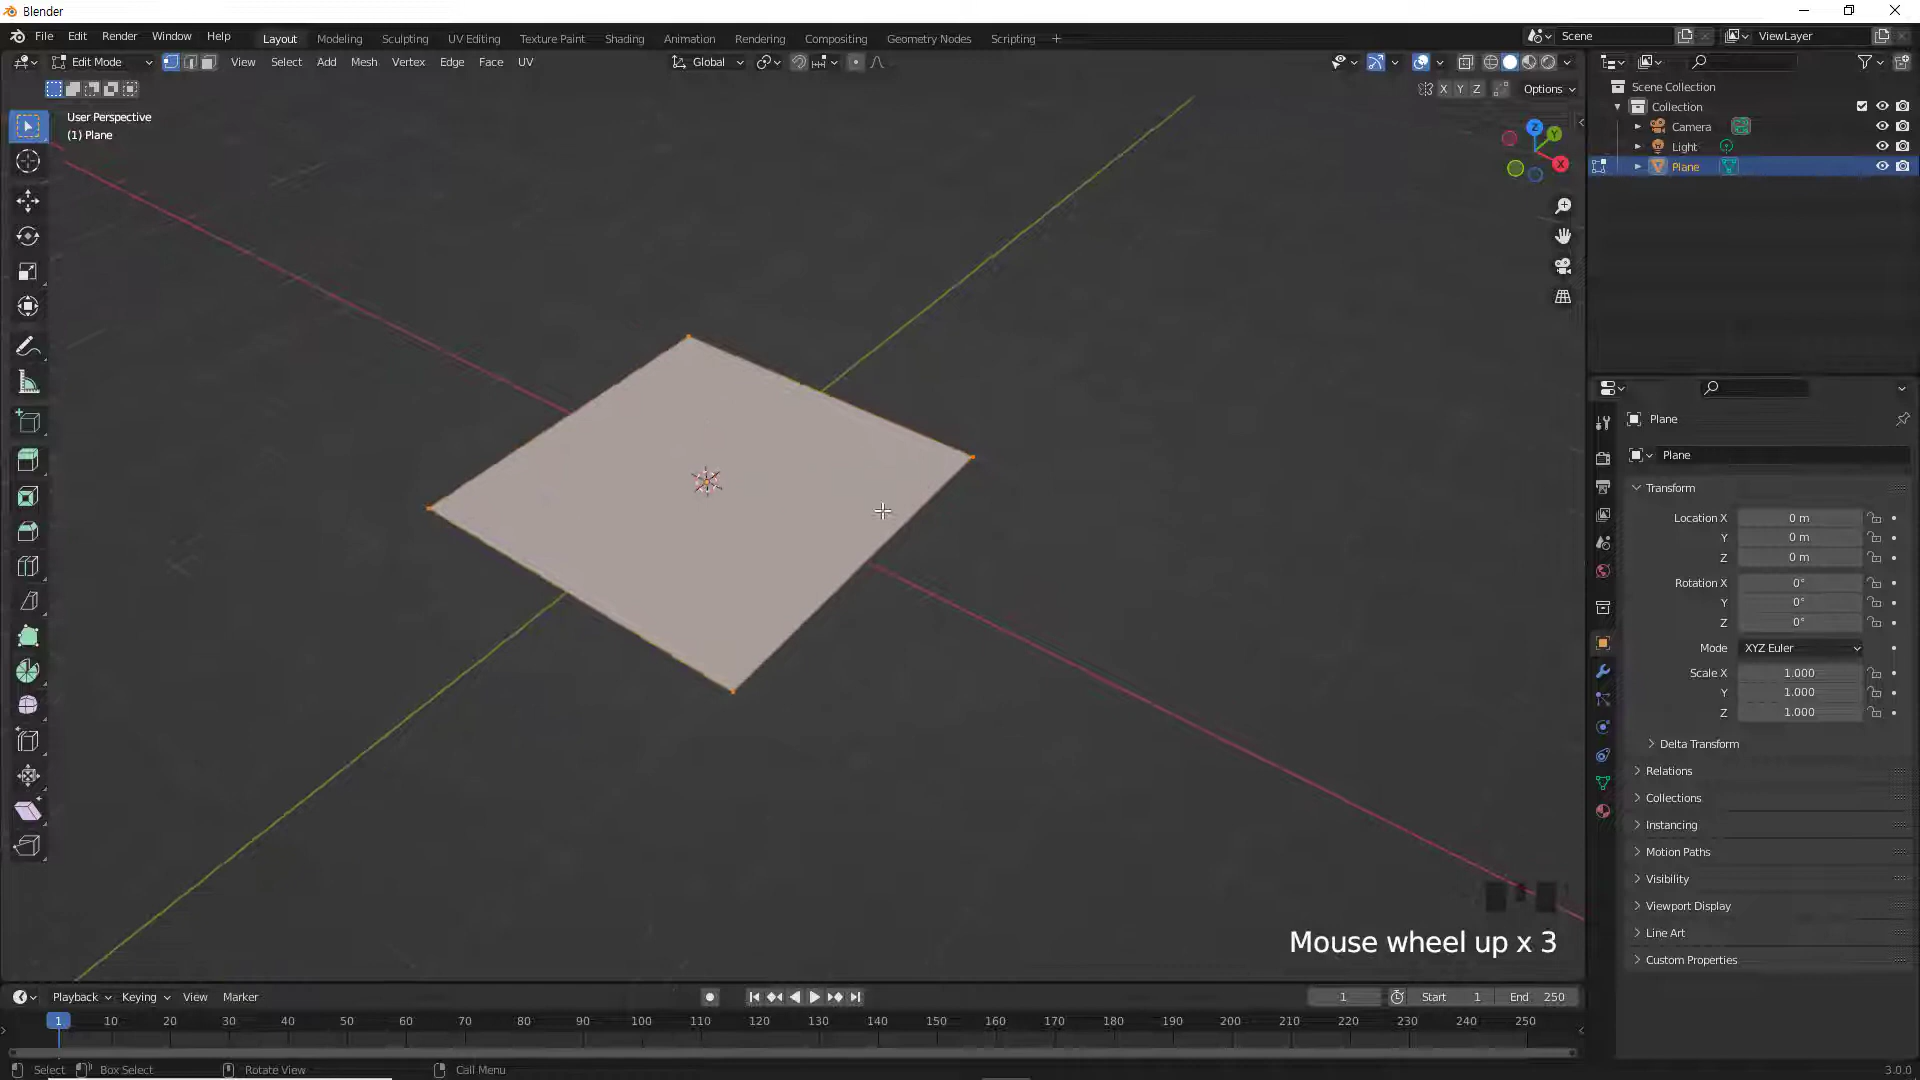 Blender
File Edit Render Window Help
Layout Modeling Sculpting UV Editing Texture Paint Shading Animation Rendering Compositing Geometry Nodes Scripting +
Scene
ViewLayer
Edit Mode
View Select Add Mesh Vertex Edge Face UV
Global
X Y Z Options
User Perspective
(1) Plane
Z
Y
X
Scene Collection
Collection
Camera
Light
Plane
Plane
Plane
Transform
Location X 0 m
Y 0 m
Z 0 m
Rotation X 0°
Y 0°
Z 0°
Mode XYZ Euler
Scale X 1.000
Y 1.000
Z 1.000
Delta Transform
Relations
Collections
Instancing
Motion Paths
Visibility
Viewport Display
Line Art
Custom Properties
Mouse wheel up x 3
Playback Keying View Marker
1 Start 1 End 250
1 10 20 30 40 50 60 70 80 90 100 110 120 130 140 150 160 170 180 190 200 210 220 230 240 250
Select Box Select Rotate View Call Menu
3.0.0